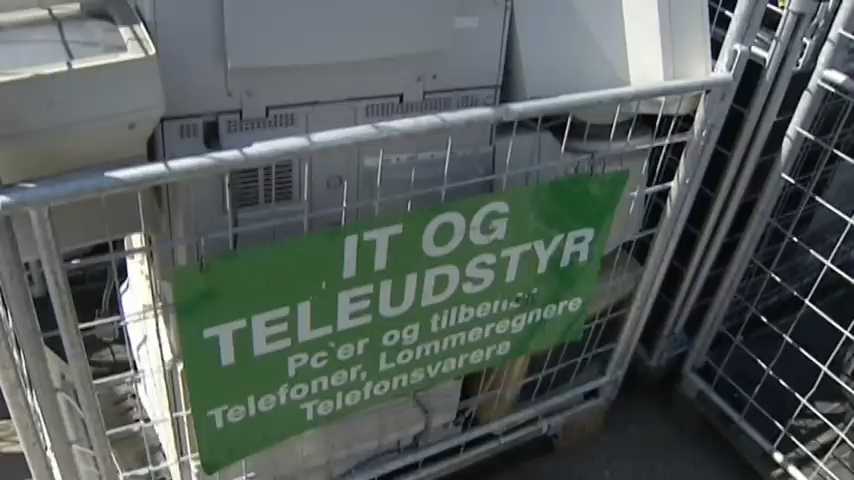 IT OG
TELEUDSTYR
Pc'er og tilbehør
Telefoner, Lommeregnere
Telefonsvarere